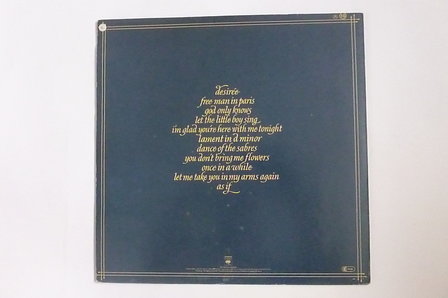 desirée
free man in paris
god only knows
let the little boy sing
i'm glad you're here with me tonight
lament in d minor
dance of the sabres
you don't bring me flowers
once in a while
let me take you in my arms again
as if